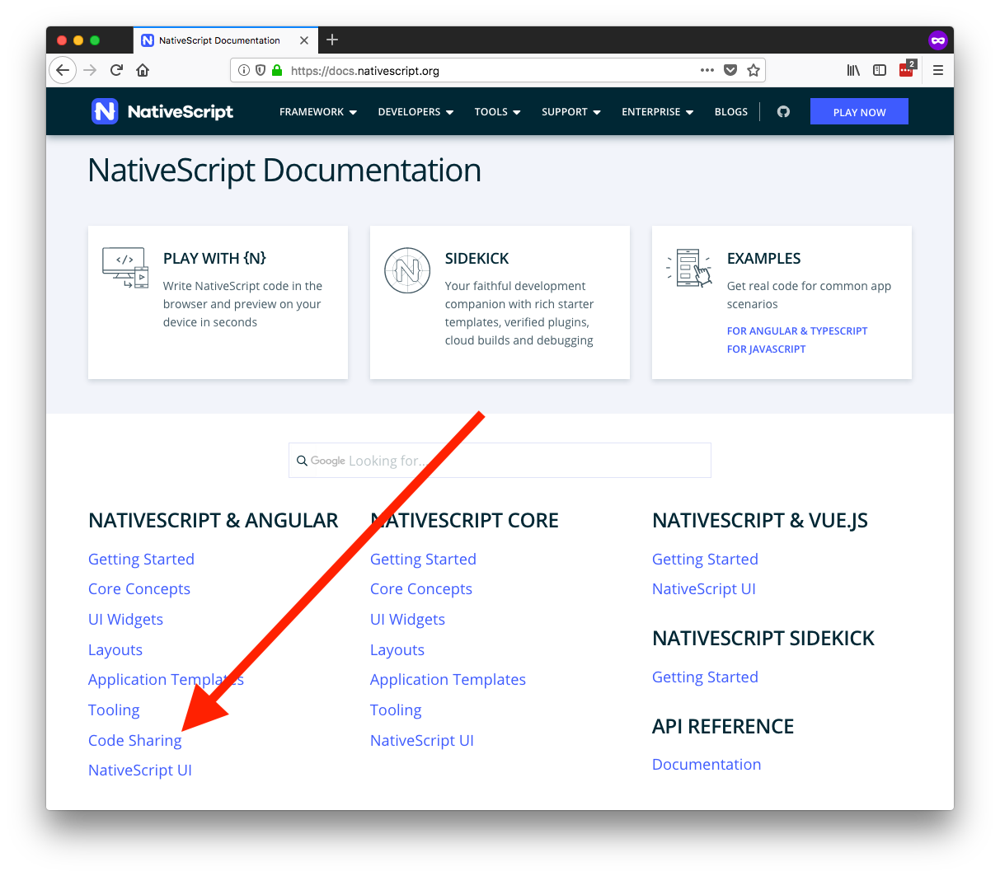 NativeScript Documentation
https://docs.nativescript.org
2
N NativeScript
FRAMEWORK
DEVELOPERS
TOOLS
SUPPORT
ENTERPRISE
BLOGS
PLAY NOW
NativeScript Documentation
</>
PLAY WITH {N}
Write NativeScript code in the
browser and preview on your
device in seconds
N
SIDEKICK
Your faithful development
companion with rich starter
templates, verified plugins,
cloud builds and debugging
EXAMPLES
Get real code for common app
scenarios
FOR ANGULAR & TYPESCRIPT
FOR JAVASCRIPT
Google Looking for...
NATIVESCRIPT & ANGULAR
Getting Started
Core Concepts
UI Widgets
Layouts
Application Templates
Tooling
Code Sharing
NativeScript UI
NATIVESCRIPT CORE
Getting Started
Core Concepts
UI Widgets
Layouts
Application Templates
Tooling
NativeScript UI
NATIVESCRIPT & VUE.JS
Getting Started
NativeScript UI
NATIVESCRIPT SIDEKICK
Getting Started
API REFERENCE
Documentation